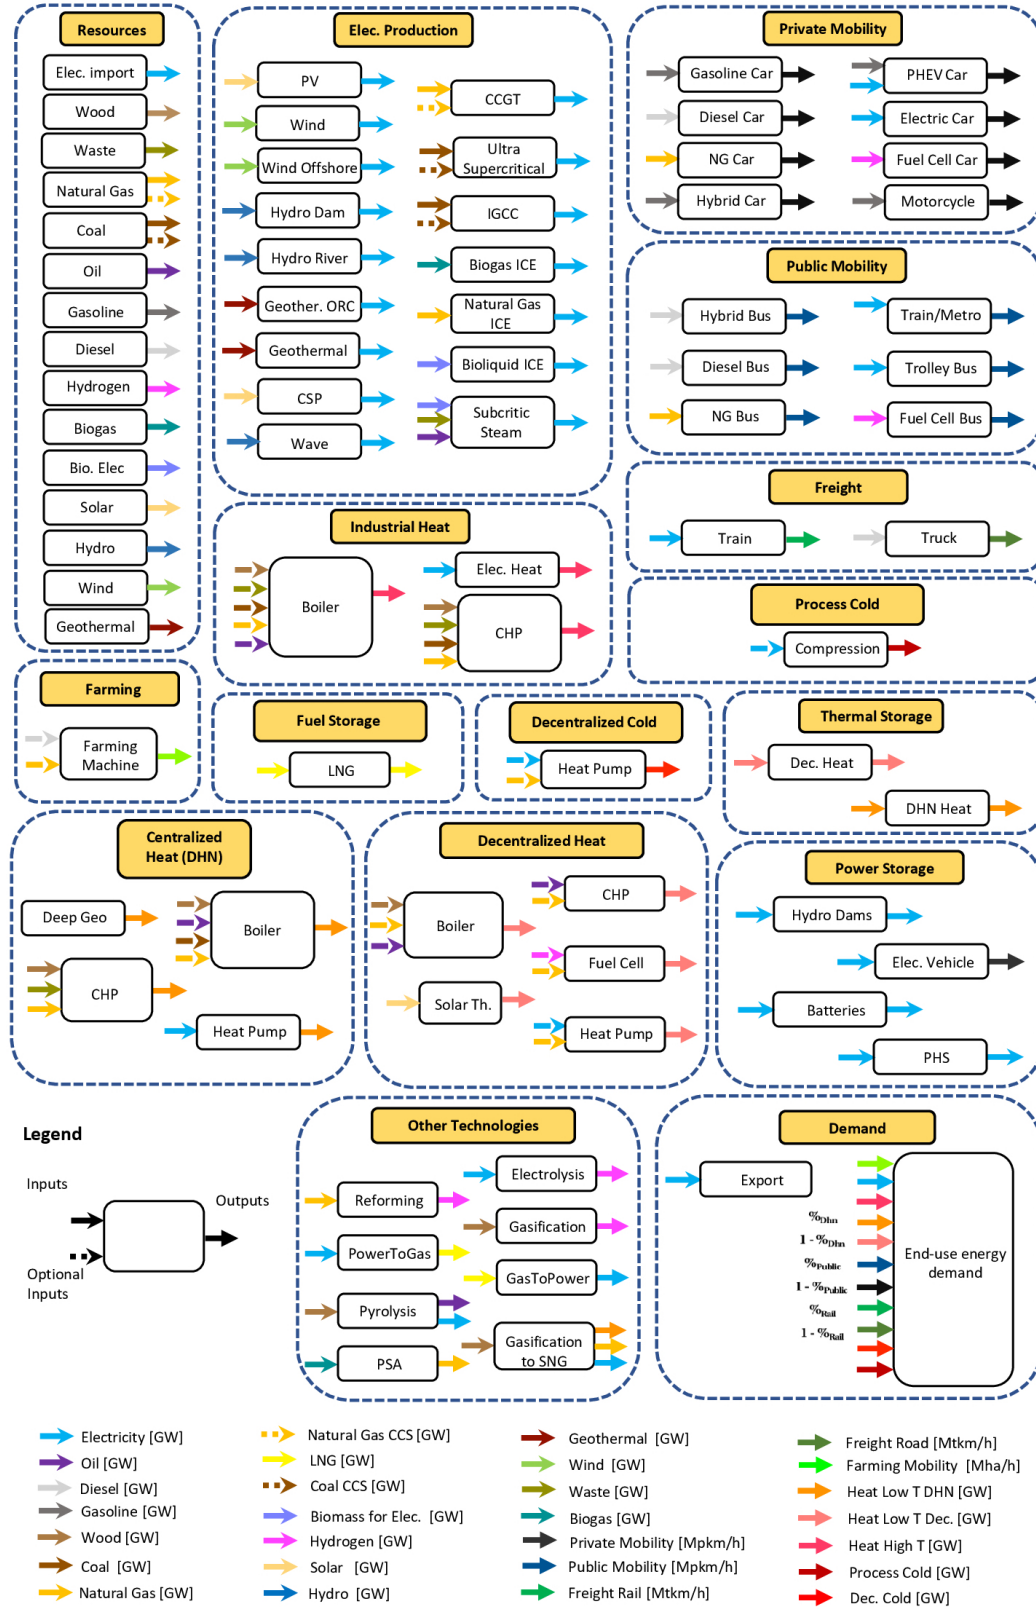 Resources
Elec. import
Wood
Waste
Natural Gas
Coal
Oil
Gasoline
Diesel
Hydrogen
Biogas
Bio. Elec
Solar
Hydro
Wind
Geothermal
Elec. Production
PV
Wind
Wind Offshore
Hydro Dam
Hydro River
Geother. ORC
Geothermal
CSP
Wave
CCGT
Ultra
Supercritical
IGCC
Biogas ICE
Natural Gas
ICE
Bioliquid ICE
Subcritic
Steam
Private Mobility
Gasoline Car
Diesel Car
NG Car
Hybrid Car
PHEV Car
Electric Car
Fuel Cell Car
Motorcycle
Public Mobility
Hybrid Bus
Diesel Bus
NG Bus
Train/Metro
Trolley Bus
Fuel Cell Bus
Freight
Train
Truck
Industrial Heat
Boiler
Elec. Heat
CHP
Process Cold
Compression
Farming
Farming
Machine
Fuel Storage
LNG
Decentralized Cold
Heat Pump
Thermal Storage
Dec. Heat
DHN Heat
Centralized
Heat (DHN)
Deep Geo
Boiler
CHP
Heat Pump
Decentralized Heat
Boiler
Solar Th.
CHP
Fuel Cell
Heat Pump
Power Storage
Hydro Dams
Elec. Vehicle
Batteries
PHS
Legend
Inputs
Outputs
Optional
Inputs
Other Technologies
Electrolysis
Reforming
Gasification
PowerToGas
GasToPower
Pyrolysis
Gasification
to SNG
PSA
Demand
Export
%Dhn
1 - %Dhn
%Public
1 - %Public
%Rail
1 - %Rail
End-use energy
demand
Electricity [GW]
Oil [GW]
Diesel [GW]
Gasoline [GW]
Wood [GW]
Coal [GW]
Natural Gas [GW]
Natural Gas CCS [GW]
LNG [GW]
Coal CCS [GW]
Biomass for Elec. [GW]
Hydrogen [GW]
Solar [GW]
Hydro [GW]
Geothermal [GW]
Wind [GW]
Waste [GW]
Biogas [GW]
Private Mobility [Mpkm/h]
Public Mobility [Mpkm/h]
Freight Rail [Mtkm/h]
Freight Road [Mtkm/h]
Farming Mobility [Mha/h]
Heat Low T DHN [GW]
Heat Low T Dec. [GW]
Heat High T [GW]
Process Cold [GW]
Dec. Cold [GW]